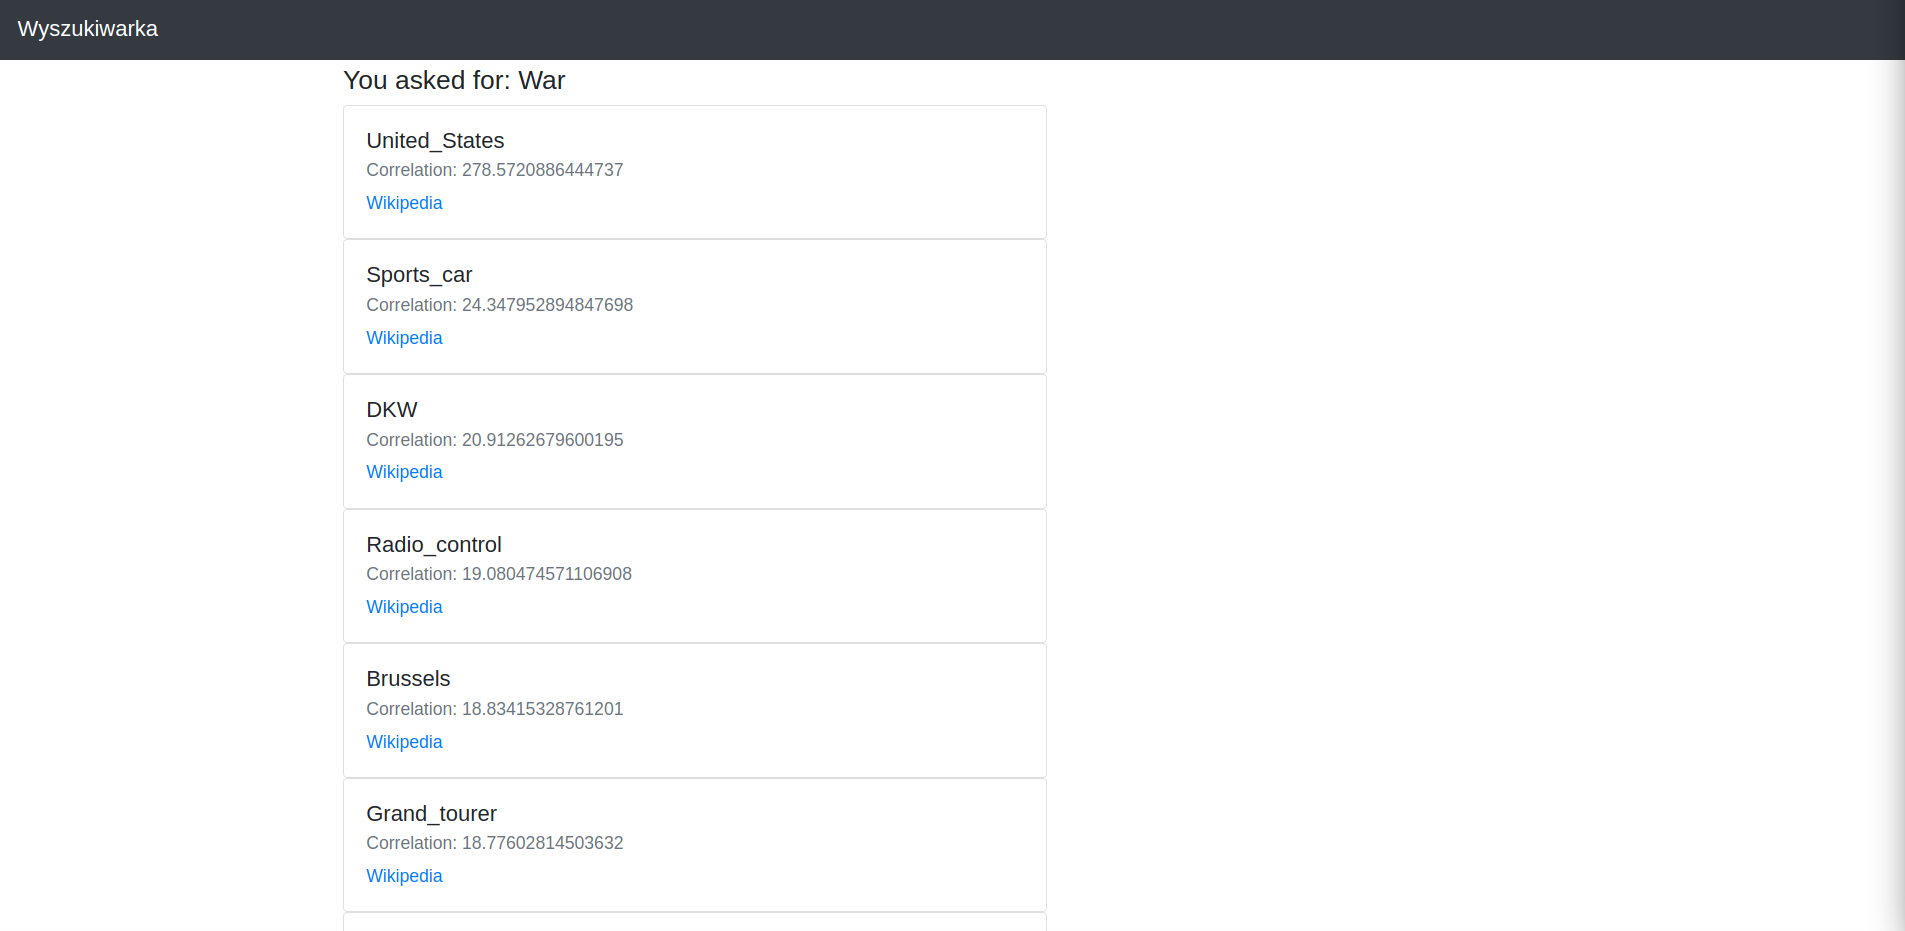 Wyszukiwarka
You asked for: War
United_States
Correlation: 278.5720886444737
Wikipedia
Sports_car
Correlation: 24.347952894847698
Wikipedia
DKW
Correlation: 20.91262679600195
Wikipedia
Radio_control
Correlation: 19.080474571106908
Wikipedia
Brussels
Correlation: 18.83415328761201
Wikipedia
Grand_tourer
Correlation: 18.77602814503632
Wikipedia